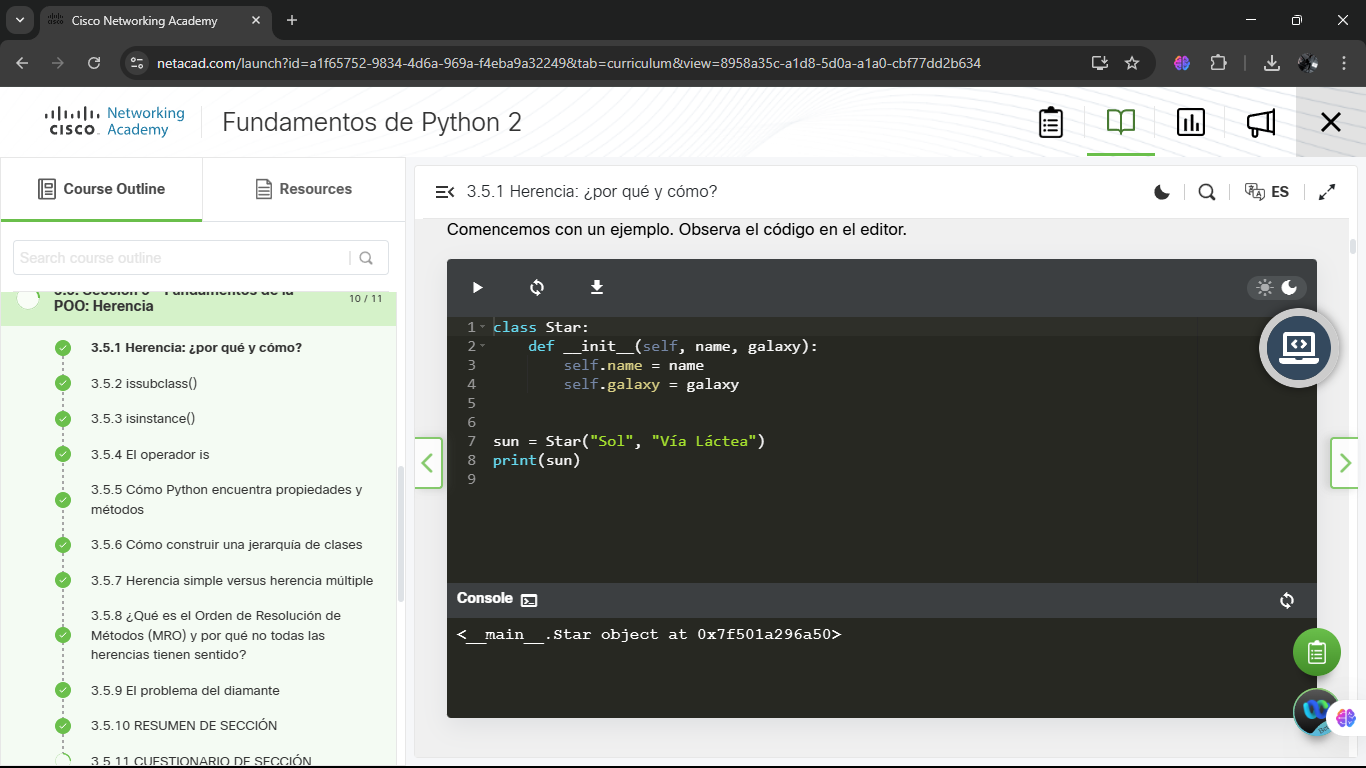 Cisco Networking Academy
netacad.com/launch?id=a1f65752-9834-4d6a-969a-f4eba9a32249&tab=curriculum&view=8958a35c-a1d8-5d0a-a1a0-cbf77dd2b634
CISCO
Networking
Academy
Fundamentos de Python 2
Course Outline
Resources
Search course outline
3.5. Sección 5 - Fundamentos de la
POO: Herencia
10 / 11
3.5.1 Herencia: ¿por qué y cómo?
3.5.2 issubclass()
3.5.3 isinstance()
3.5.4 El operador is
3.5.5 Cómo Python encuentra propiedades y
métodos
3.5.6 Cómo construir una jerarquía de clases
3.5.7 Herencia simple versus herencia múltiple
3.5.8 ¿Qué es el Orden de Resolución de
Métodos (MRO) y por qué no todas las
herencias tienen sentido?
3.5.9 El problema del diamante
3.5.10 RESUMEN DE SECCIÓN
3.5.11 CUESTIONARIO DE SECCIÓN
3.5.1 Herencia: ¿por qué y cómo?
ES
Comencemos con un ejemplo. Observa el código en el editor.
1 class Star:
2     def __init__(self, name, galaxy):
3         self.name = name
4         self.galaxy = galaxy
5
6
7 sun = Star("Sol", "Vía Láctea")
8 print(sun)
9
Console
<__main__.Star object at 0x7f501a296a50>